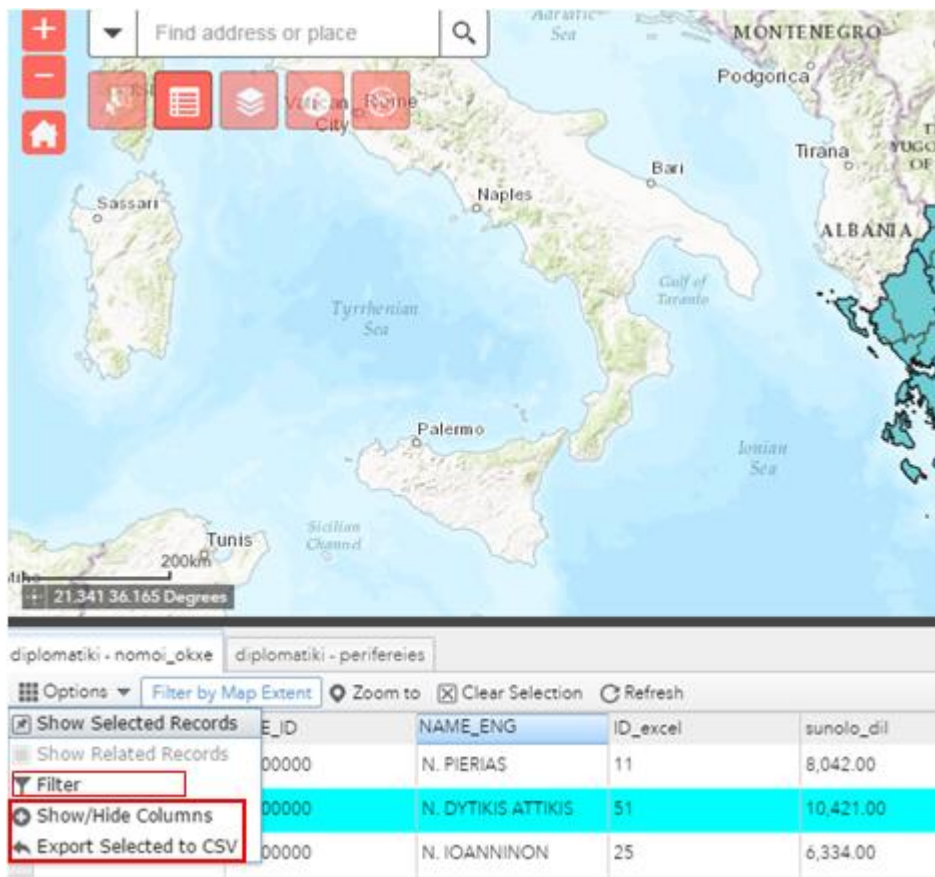 +
Find address or place
Adriatic
Sea
MONTENEGRO
−
Podgorica
Vatican
City
Rome
Bari
Tirana
YUGO
OF
Sassari
Naples
ALBANIA
Gulf of
Taranto
Tyrrhenian
Sea
Palermo
Ionian
Sea
Sicilian
Channel
Tunis
200km
21.341 36.165 Degrees
diplomatiki - nomoi_okxe diplomatiki - perifereies
Options Filter by Map Extent Zoom to Clear Selection Refresh
Show Selected Records E_ID NAME_ENG ID_excel sunolo_dil
Show Related Records 00000 N. PIERIAS 11 8,042.00
Filter
Show/Hide Columns 00000 N. DYTIKIS ATTIKIS 51 10,421.00
Export Selected to CSV 00000 N. IOANNINON 25 6,334.00